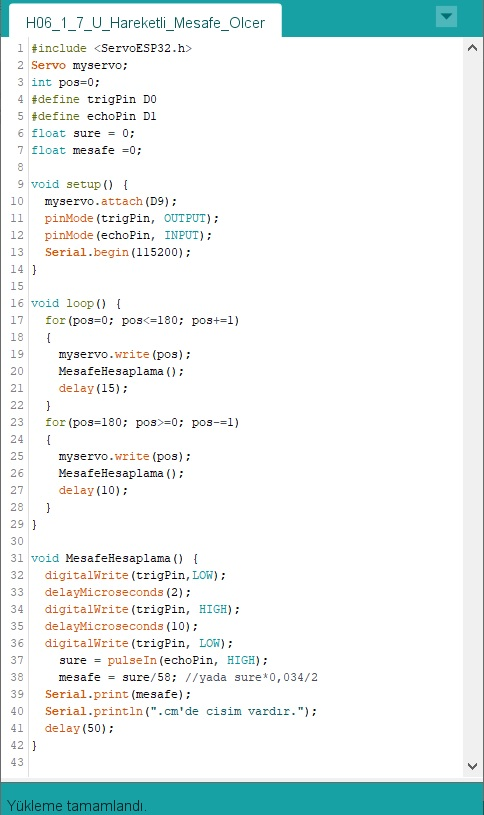 H06_1_7_U_Hareketli_Mesafe_Olcer
1 #include <ServoESP32.h>
2 Servo myservo;
3 int pos=0;
4 #define trigPin D0
5 #define echoPin D1
6 float sure = 0;
7 float mesafe =0;
8
9 void setup() {
10   myservo.attach(D9);
11   pinMode(trigPin, OUTPUT);
12   pinMode(echoPin, INPUT);
13   Serial.begin(115200);
14 }
15
16 void loop() {
17   for(pos=0; pos<=180; pos+=1)
18   {
19     myservo.write(pos);
20     MesafeHesaplama();
21     delay(15);
22   }
23   for(pos=180; pos>=0; pos-=1)
24   {
25     myservo.write(pos);
26     MesafeHesaplama();
27     delay(10);
28   }
29 }
30
31 void MesafeHesaplama() {
32   digitalWrite(trigPin,LOW);
33   delayMicroseconds(2);
34   digitalWrite(trigPin, HIGH);
35   delayMicroseconds(10);
36   digitalWrite(trigPin, LOW);
37     sure = pulseIn(echoPin, HIGH);
38     mesafe = sure/58; //yada sure*0,034/2
39   Serial.print(mesafe);
40   Serial.println(".cm'de cisim vardır.");
41   delay(50);
42 }
43
Yükleme tamamlandı.